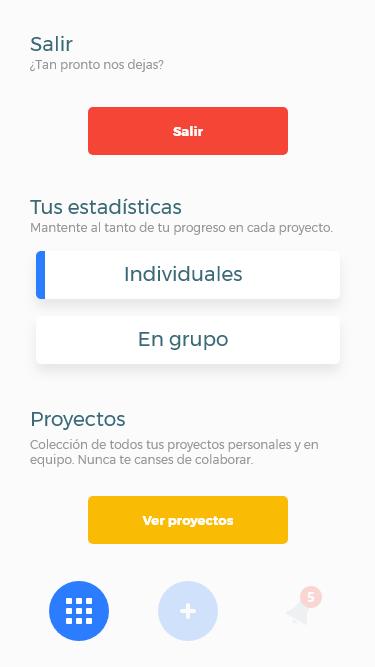 Salir
¿Tan pronto nos dejas?
Salir
Tus estadísticas
Mantente al tanto de tu progreso en cada proyecto.
Individuales
En grupo
Proyectos
Colección de todos tus proyectos personales y en
equipo. Nunca te canses de colaborar.
Ver proyectos
5